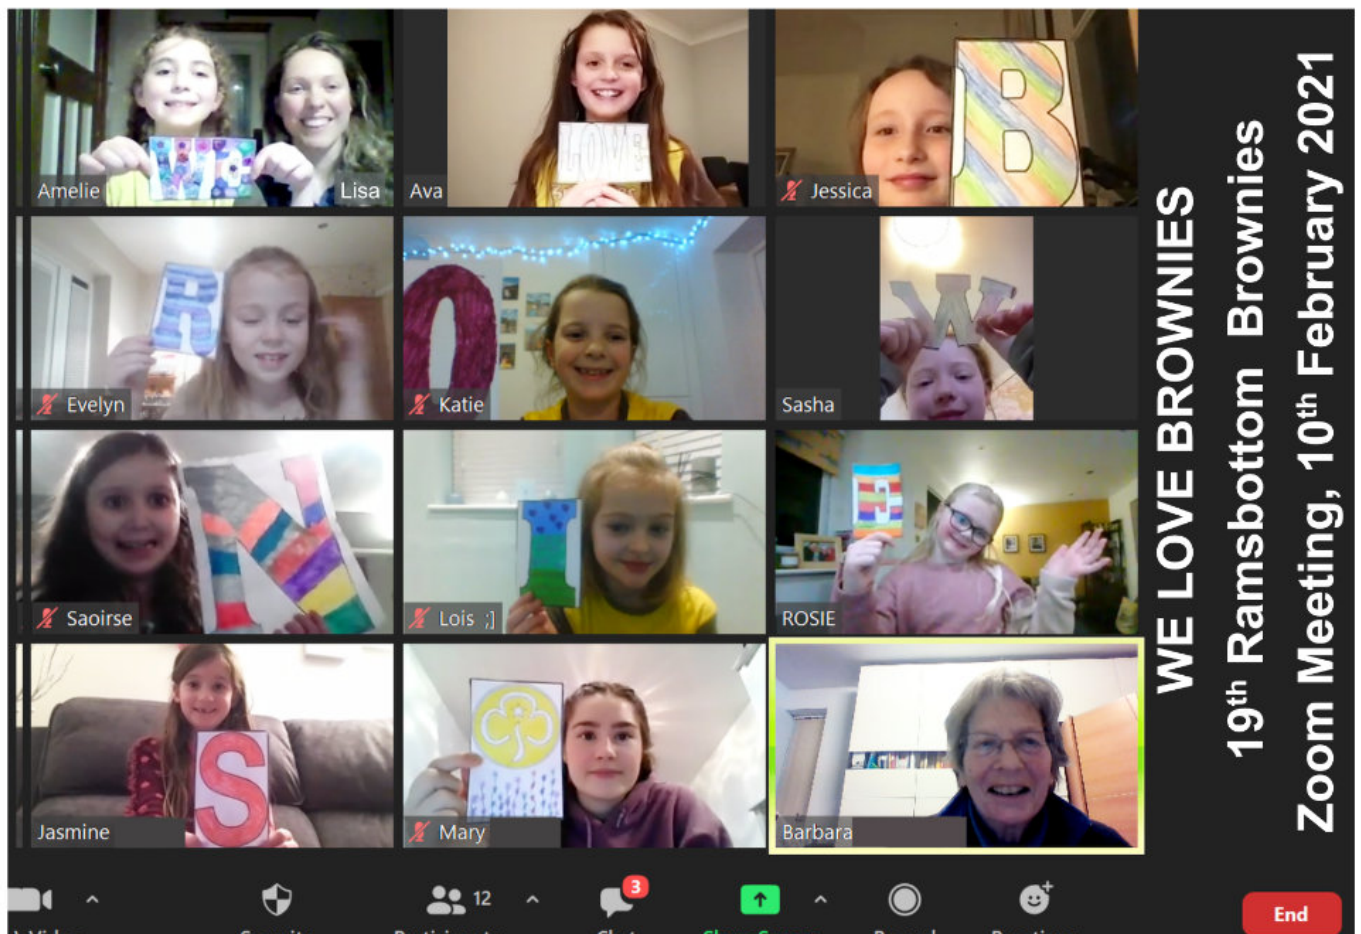 WE
Amelie
Lisa
LOVE
Ava
B
Jessica
R
Evelyn
O
Katie
W
Sasha
N
Saoirse
I
Lois ;]
E
ROSIE
S
Jasmine
Mary
Barbara
WE LOVE BROWNIES
19th Ramsbottom Brownies
Zoom Meeting, 10th February 2021
12
3
End